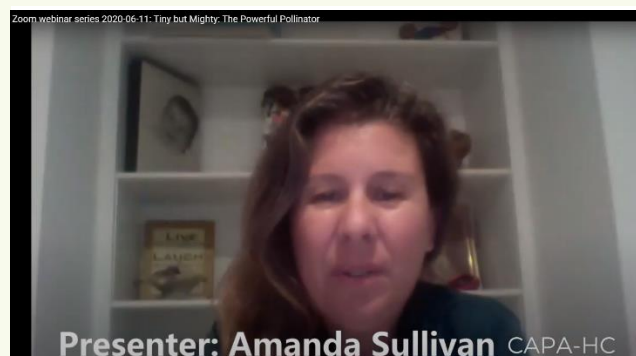 Zoom webinar series 2020-06-11: Tiny but Mighty: The Powerful Pollinator
LIVE
LAUGH
Presenter: Amanda Sullivan CAPA-HC